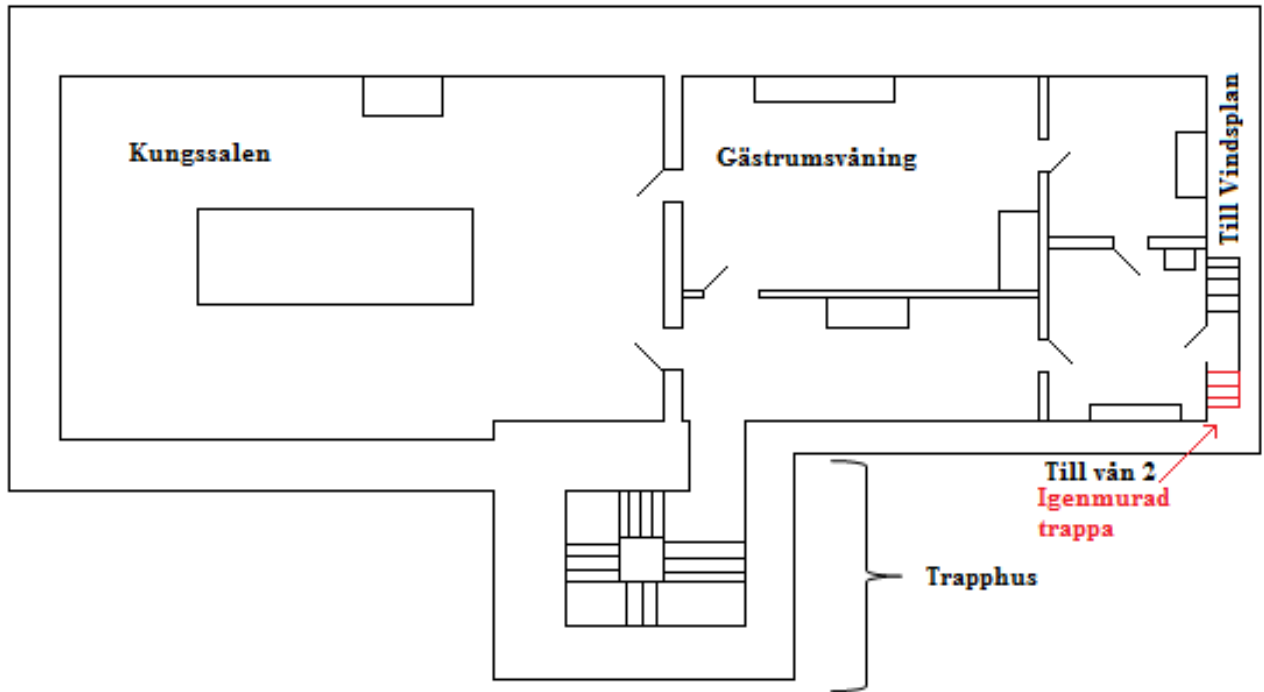 Kungssalen
Gästrumsvåning
Till Vindsplan
Till vån 2
Igenmurad
trappa
Trapphus